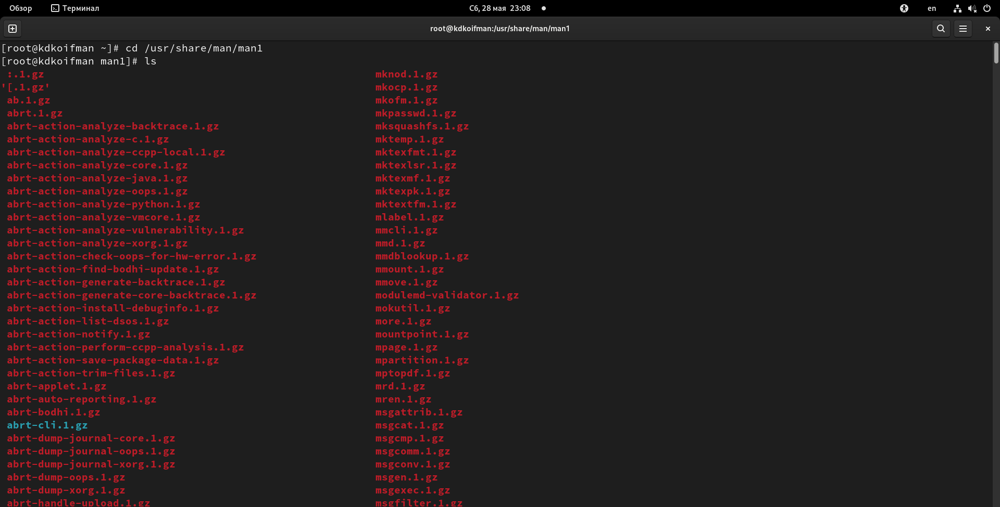 Обзор Терминал Сб, 28 мая 23:08 en
root@kdkoifman:/usr/share/man/man1
[root@kdkoifman ~]# cd /usr/share/man/man1
[root@kdkoifman man1]# ls
:.1.gz mknod.1.gz
'[.1.gz' mkocp.1.gz
ab.1.gz mkofm.1.gz
abrt.1.gz mkpasswd.1.gz
abrt-action-analyze-backtrace.1.gz mksquashfs.1.gz
abrt-action-analyze-c.1.gz mktemp.1.gz
abrt-action-analyze-ccpp-local.1.gz mktexfmt.1.gz
abrt-action-analyze-core.1.gz mktexlsr.1.gz
abrt-action-analyze-java.1.gz mktexmf.1.gz
abrt-action-analyze-oops.1.gz mktexpk.1.gz
abrt-action-analyze-python.1.gz mktextfm.1.gz
abrt-action-analyze-vmcore.1.gz mlabel.1.gz
abrt-action-analyze-vulnerability.1.gz mmcli.1.gz
abrt-action-analyze-xorg.1.gz mmd.1.gz
abrt-action-check-oops-for-hw-error.1.gz mmdblookup.1.gz
abrt-action-find-bodhi-update.1.gz mmount.1.gz
abrt-action-generate-backtrace.1.gz mmove.1.gz
abrt-action-generate-core-backtrace.1.gz modulemd-validator.1.gz
abrt-action-install-debuginfo.1.gz mokutil.1.gz
abrt-action-list-dsos.1.gz more.1.gz
abrt-action-notify.1.gz mountpoint.1.gz
abrt-action-perform-ccpp-analysis.1.gz mpage.1.gz
abrt-action-save-package-data.1.gz mpartition.1.gz
abrt-action-trim-files.1.gz mptopdf.1.gz
abrt-applet.1.gz mrd.1.gz
abrt-auto-reporting.1.gz mren.1.gz
abrt-bodhi.1.gz msgattrib.1.gz
abrt-cli.1.gz msgcat.1.gz
abrt-dump-journal-core.1.gz msgcmp.1.gz
abrt-dump-journal-oops.1.gz msgcomm.1.gz
abrt-dump-journal-xorg.1.gz msgconv.1.gz
abrt-dump-oops.1.gz msgen.1.gz
abrt-dump-xorg.1.gz msgexec.1.gz
abrt-handle-upload.1.gz msgfilter.1.gz